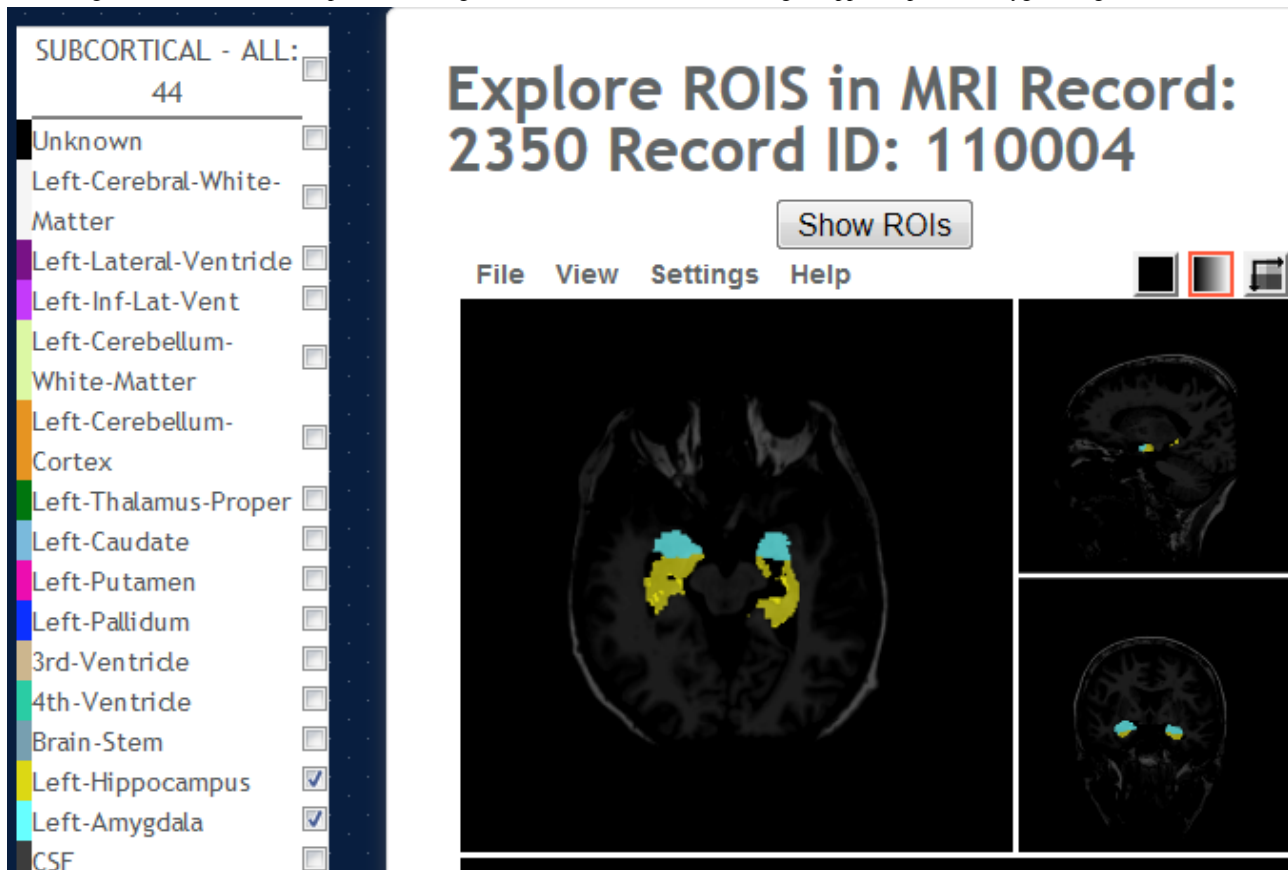 SUBCORTICAL - ALL:
44
Unknown
Left-Cerebral-White-
Matter
Left-Lateral-Ventricle
Left-Inf-Lat-Vent
Left-Cerebellum-
White-Matter
Left-Cerebellum-
Cortex
Left-Thalamus-Proper
Left-Caudate
Left-Putamen
Left-Pallidum
3rd-Ventricle
4th-Ventricle
Brain-Stem
Left-Hippocampus
Left-Amygdala
CSF
Explore ROIS in MRI Record:
2350 Record ID: 110004
Show ROIs
File View Settings Help